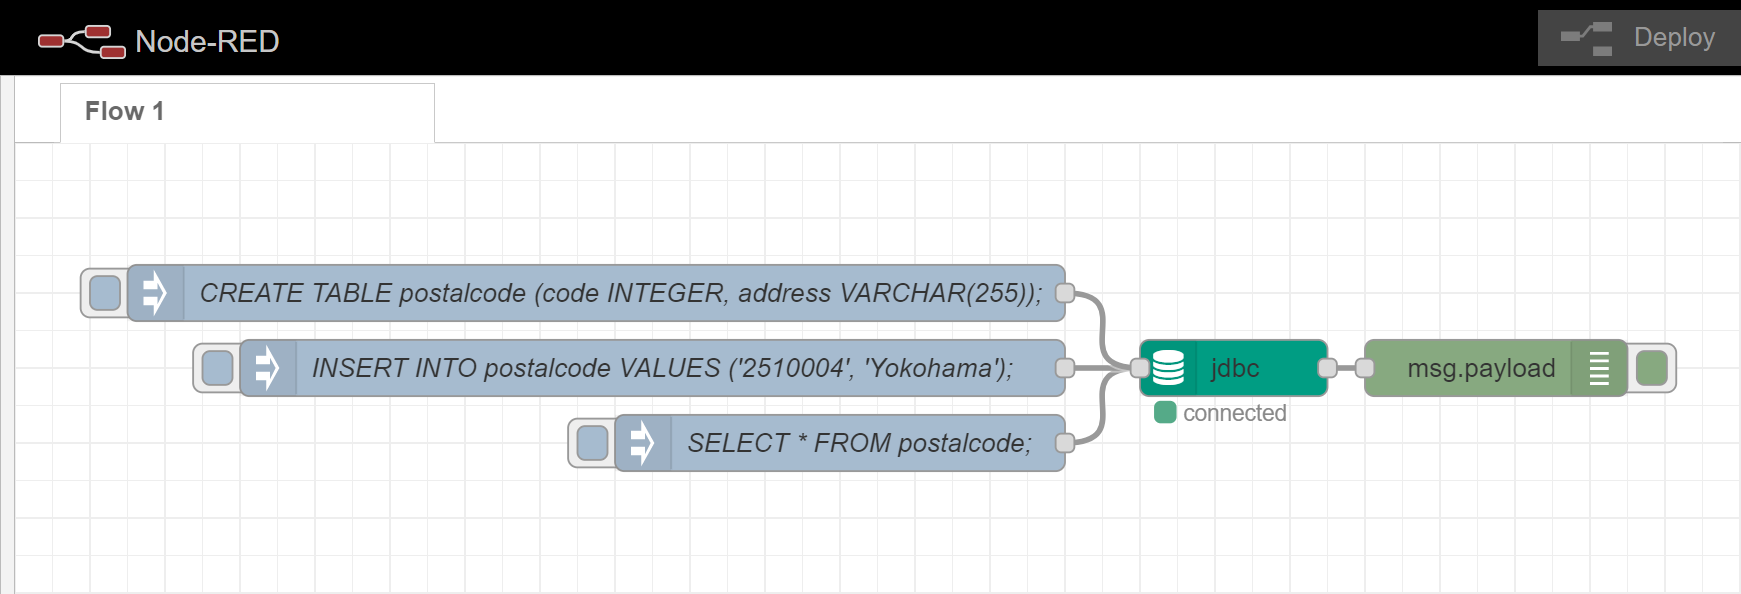 Node-RED
Deploy
Flow 1
CREATE TABLE postalcode (code INTEGER, address VARCHAR(255));
INSERT INTO postalcode VALUES ('2510004', 'Yokohama');
jdbc
msg.payload
connected
SELECT * FROM postalcode;